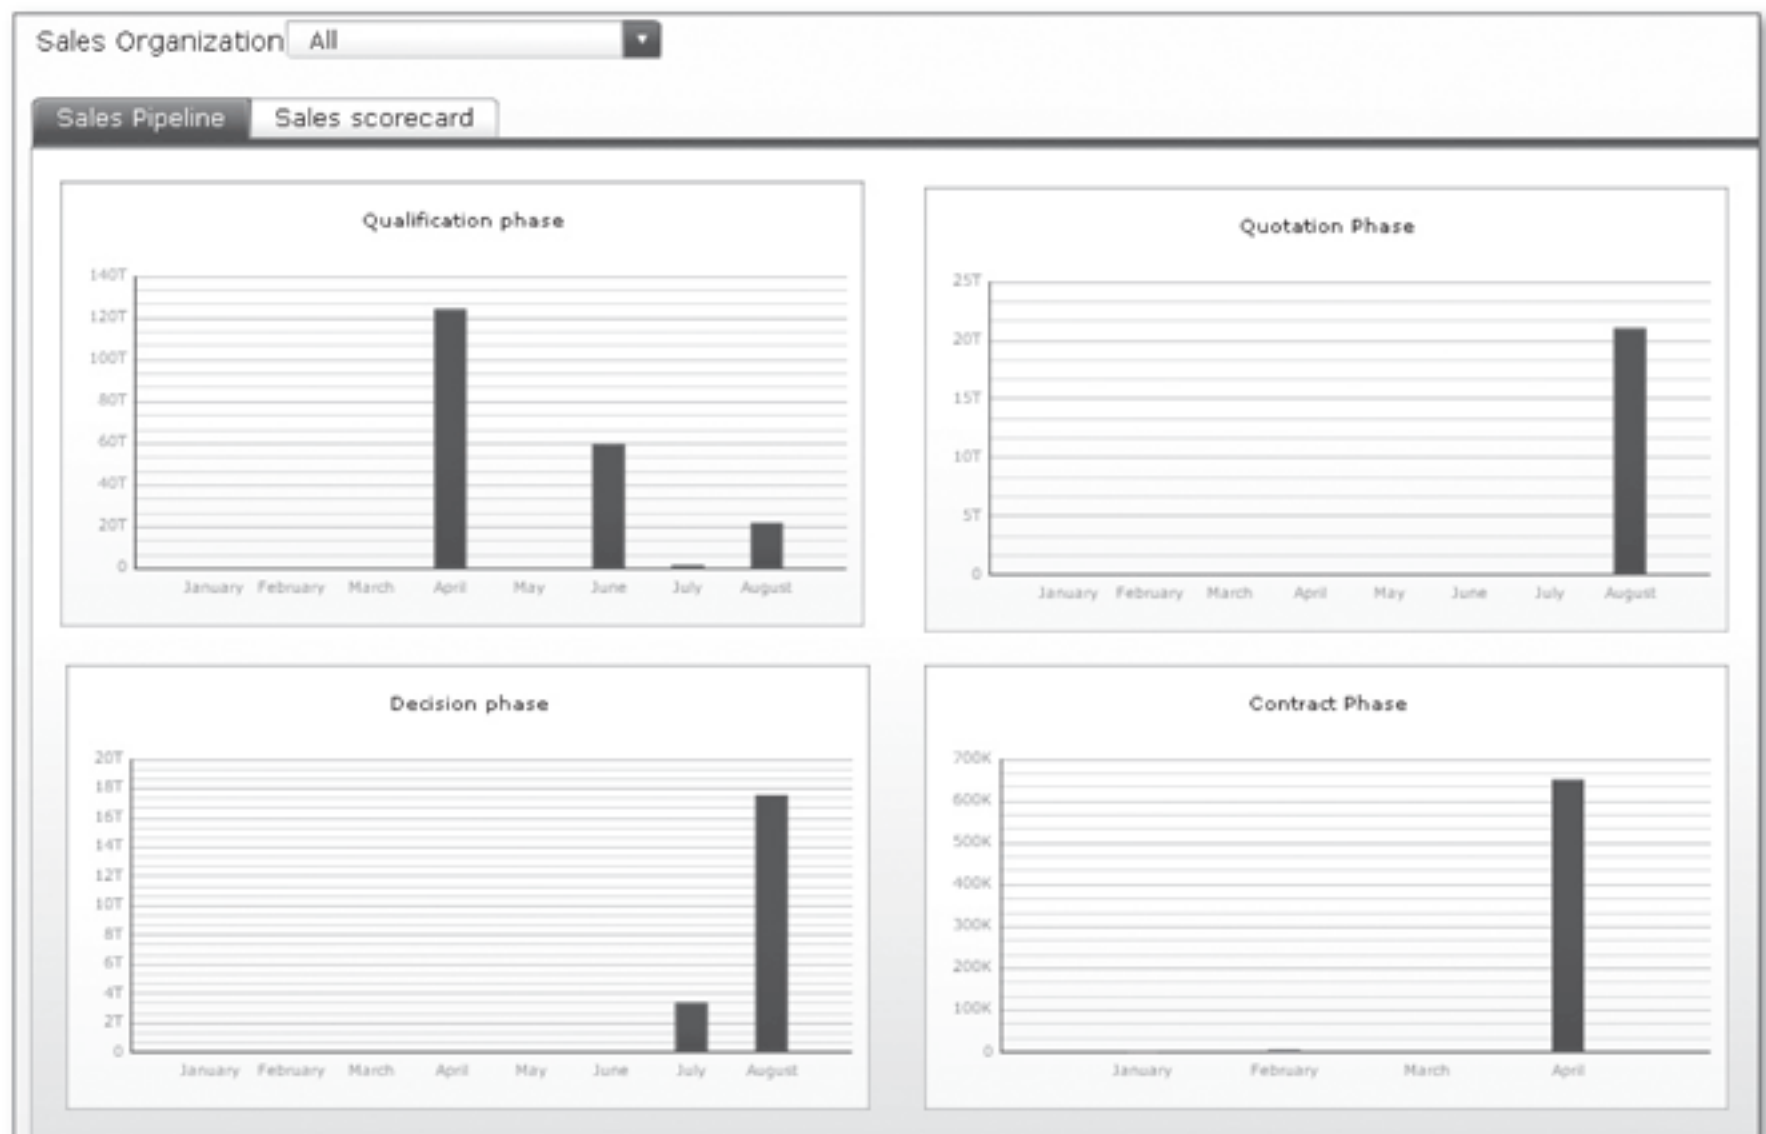 Sales Organization All
Sales Pipeline Sales scorecard
Qualification phase
140T
120T
100T
80T
60T
40T
20T
0
January February March April May June July August
Quotation Phase
25T
20T
15T
10T
5T
0
January February March April May June July August
Decision phase
20T
18T
16T
14T
12T
10T
8T
6T
4T
2T
0
January February March April May June July August
Contract Phase
700K
600K
500K
400K
300K
200K
100K
0
January February March April